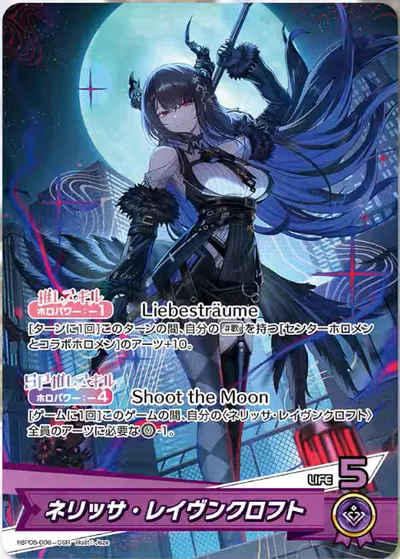 推しスキル
ホロパワー：－1
Liebesträume
[ターンに1回]このターンの間、自分の#歌を持つ[センターホロメン
とコラボホロメン]のアーツ+10。
SP推しスキル
ホロパワー：－4
Shoot the Moon
[ゲームに1回]このゲームの間、自分の〈ネリッサ・レイヴンクロフト〉
全員のアーツに必要な-1。
LIFE 5
ネリッサ・レイヴンクロフト
hBP05-006 OSR